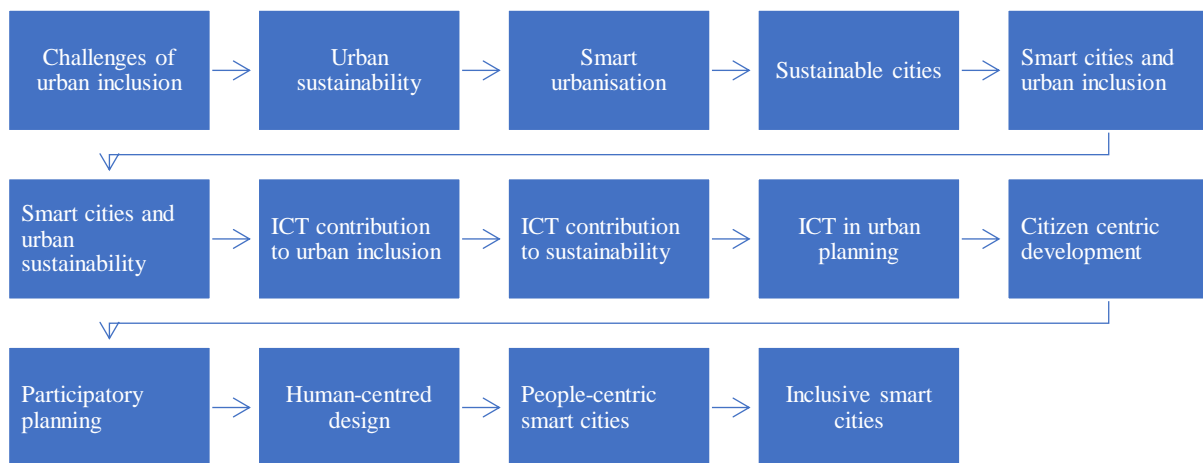 Challenges of
urban inclusion
Urban
sustainability
Smart
urbanisation
Sustainable cities
Smart cities and
urban inclusion
Smart cities and
urban
sustainability
ICT contribution
to urban inclusion
ICT contribution
to sustainability
ICT in urban
planning
Citizen centric
development
Participatory
planning
Human-centred
design
People-centric
smart cities
Inclusive smart
cities